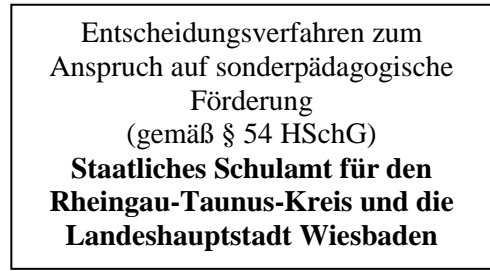 Entscheidungsverfahren zum
Anspruch auf sonderpädagogische
Förderung
(gemäß § 54 HSchG)
Staatliches Schulamt für den
Rheingau-Taunus-Kreis und die
Landeshauptstadt Wiesbaden